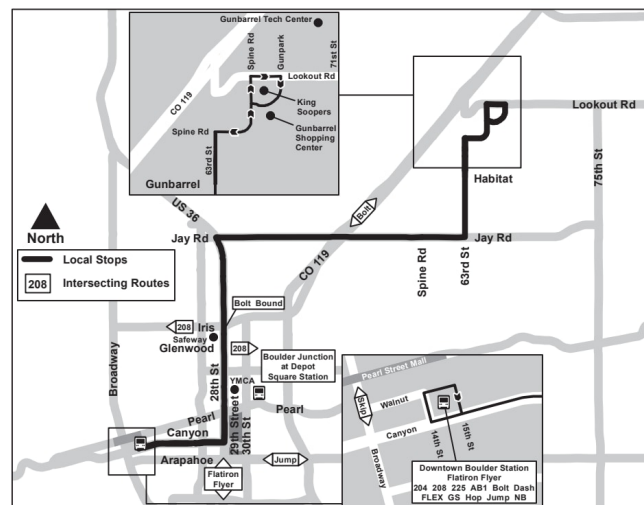 Gunbarrel Tech Center
Spine Rd
Gunpark
71st St
Lookout Rd
CO 119
King
Soopers
Spine Rd
Gunbarrel
Shopping
Center
63rd St
Gunbarrel
Lookout Rd
75th St
Habitat
US 36
Bolt
North
Jay Rd
CO 119
Spine Rd
63rd St
Jay Rd
Local Stops
208 Intersecting Routes
Bolt Bound
208 Iris
Safeway
Glenwood
208
Boulder Junction
at Depot
Square Station
Broadway
28th St
YMCA
29th Street
30th St
Pearl
Pearl
Canyon
Arapahoe
Jump
Flatiron
Flyer
Pearl Street Mall
Skip
Walnut
Canyon
Broadway
14th St
15th St
Downtown Boulder Station
Flatiron Flyer
204 208 225 AB1 Bolt Dash
FLEX GS Hop Jump NB